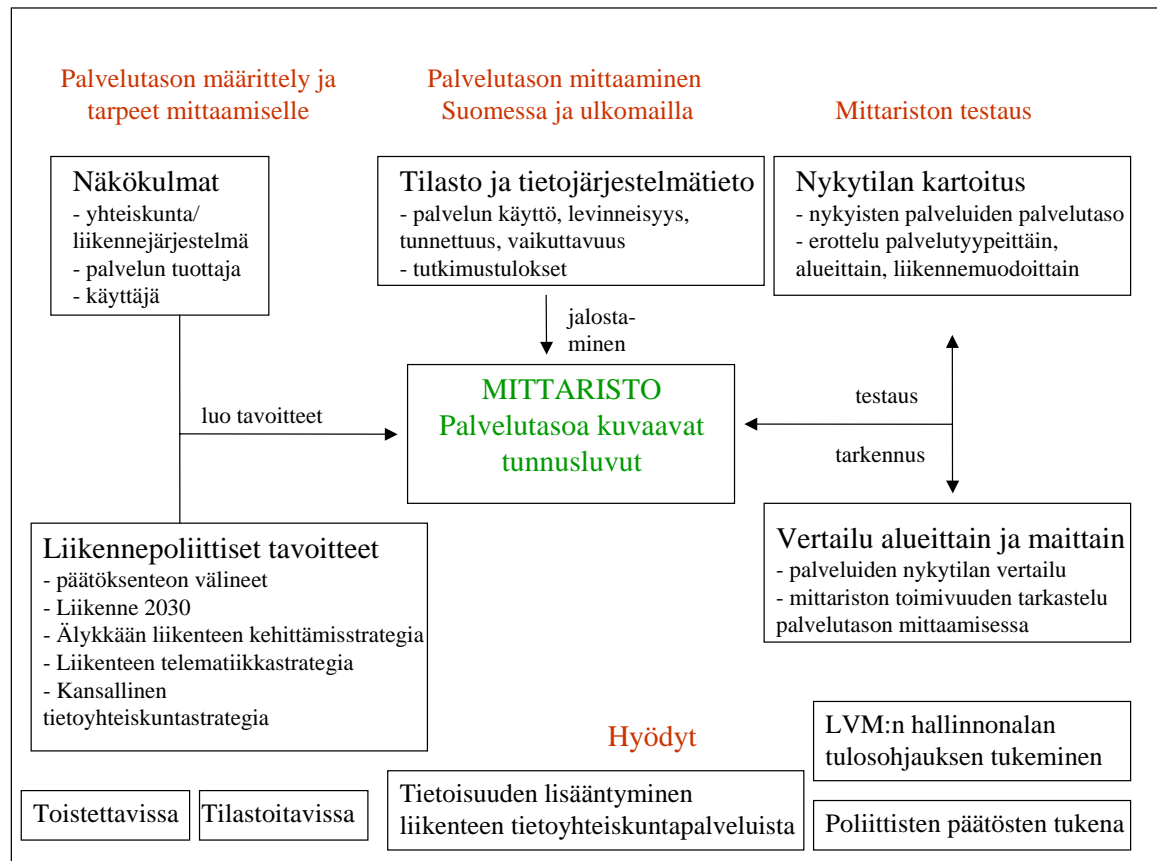 Palvelutason määrittely ja
tarpeet mittaamiselle
Palvelutason mittaaminen
Suomessa ja ulkomailla
Mittariston testaus
Näkökulmat
- yhteiskunta/
liikennejärjestelmä
- palvelun tuottaja
- käyttäjä
Tilasto ja tietojärjestelmätieto
- palvelun käyttö, levinneisyys,
tunnettuus, vaikuttavuus
- tutkimustulokset
Nykytilan kartoitus
- nykyisten palveluiden palvelutaso
- erottelu palvelutyypeittäin,
alueittain, liikennemuodoittain
jalosta-
minen
luo tavoitteet
MITTARISTO
Palvelutasoa kuvaavat
tunnusluvut
testaus
tarkennus
Liikennepoliittiset tavoitteet
- päätöksenteon välineet
- Liikenne 2030
- Älykkään liikenteen kehittämisstrategia
- Liikenteen telematiikkastrategia
- Kansallinen
tietoyhteiskuntastrategia
Vertailu alueittain ja maittain
- palveluiden nykytilan vertailu
- mittariston toimivuuden tarkastelu
palvelutason mittaamisessa
Hyödyt
Toistettavissa
Tilastoitavissa
Tietoisuuden lisääntyminen
liikenteen tietoyhteiskuntapalveluista
LVM:n hallinnonalan
tulosohjauksen tukeminen
Poliittisten päätösten tukena